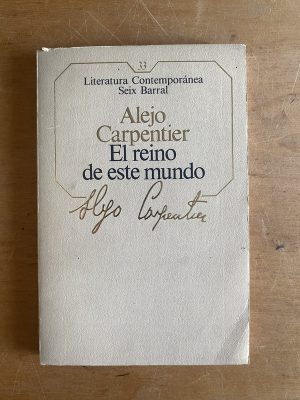 33
Literatura Contemporánea
Seix Barral
Alejo
Carpentier
El reino
de este mundo
Alejo Carpentier